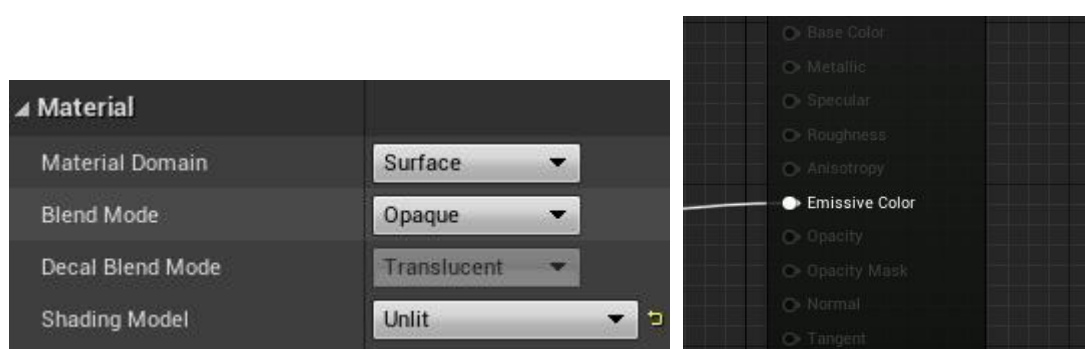 Material
Material Domain Surface
Blend Mode Opaque
Decal Blend Mode Translucent
Shading Model Unlit
Base Color
Metallic
Specular
Roughness
Anisotropy
Emissive Color
Opacity
Opacity Mask
Normal
Tangent